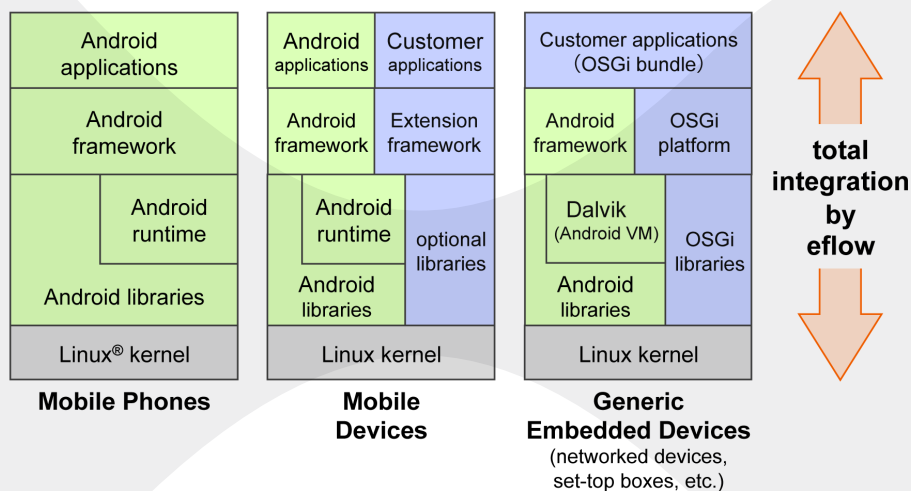 Android
applications
Android
framework
Android
runtime
Android libraries
Linux® kernel
Mobile Phones
Android
applications
Customer
applications
Android
framework
Extension
framework
Android
runtime
optional
libraries
Android
libraries
Linux kernel
Mobile
Devices
Customer applications
(OSGi bundle)
Android
framework
OSGi
platform
Dalvik
(Android VM)
OSGi
libraries
Android
libraries
Linux kernel
Generic
Embedded Devices
(networked devices,
set-top boxes, etc.)
total
integration
by
eflow